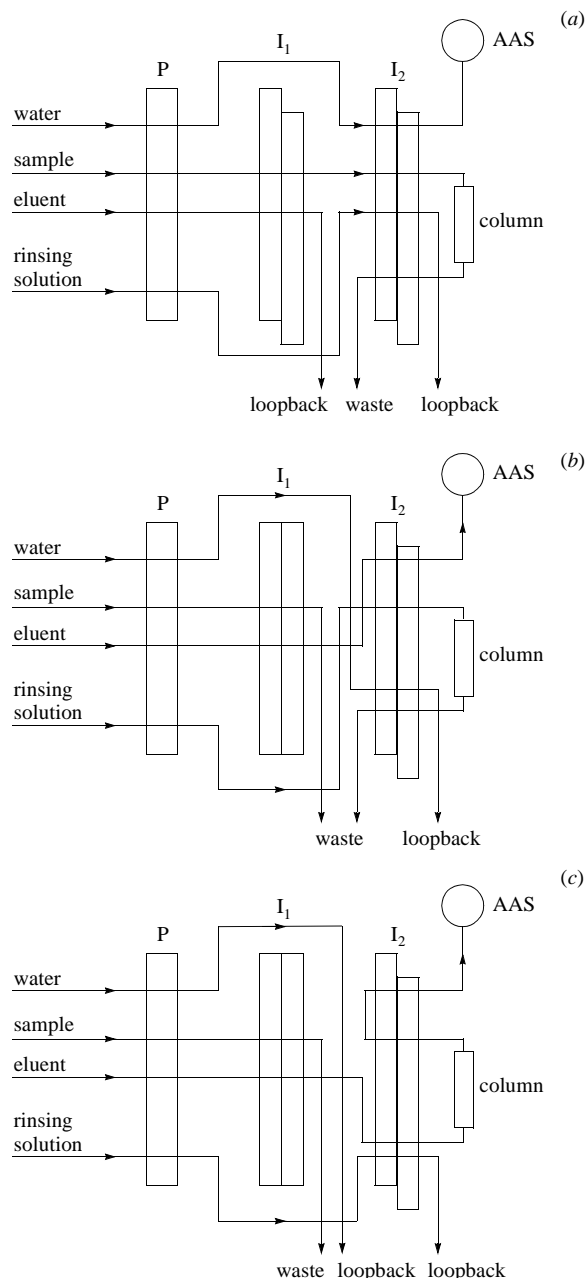 (a)
AAS
I₁
I₂
P
water
sample
eluent
column
rinsing
solution
loopback waste loopback
(b)
AAS
I₁
I₂
P
water
sample
eluent
column
rinsing
solution
waste loopback
(c)
AAS
I₁
I₂
P
water
sample
eluent
column
rinsing
solution
waste loopback loopback